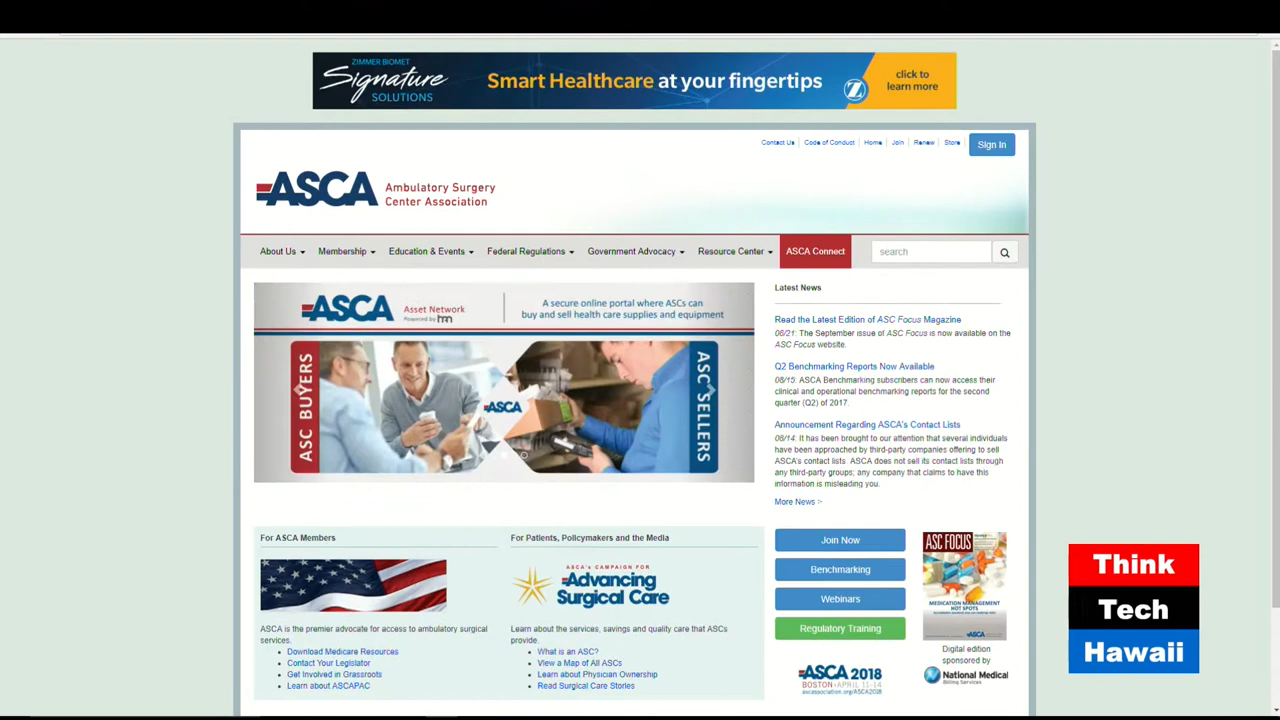 ZIMMER BIOMET
Signature
SOLUTIONS
Smart Healthcare at your fingertips
click to
learn more
Contact Us
Code of Conduct
Home
Join
Renew
Store
Sign In
ASCA
Ambulatory Surgery
Center Association
About Us
Membership
Education & Events
Federal Regulations
Government Advocacy
Resource Center
ASCA Connect
search
ASCA
Asset Network
Powered by
A secure online portal where ASCs can
buy and sell health care supplies and equipment
ASC BUYERS
ASCA
ASC SELLERS
Latest News
Read the Latest Edition of ASC Focus Magazine
08/21: The September issue of ASC Focus is now available on the
ASC Focus website.
Q2 Benchmarking Reports Now Available
08/15: ASCA Benchmarking subscribers can now access their
clinical and operational benchmarking reports for the second
quarter (Q2) of 2017.
Announcement Regarding ASCA's Contact Lists
08/14: It has been brought to our attention that several individuals
have been approached by third-party companies offering to sell
ASCA's contact lists. ASCA does not sell its contact lists through
any third-party groups; any company that claims to have this
information is misleading you.
More News >
For ASCA Members
ASCA is the premier advocate for access to ambulatory surgical
services.
Download Medicare Resources
Contact Your Legislator
Get Involved in Grassroots
Learn about ASCAPAC
For Patients, Policymakers and the Media
ASCA's CAMPAIGN FOR
Advancing
Surgical Care
Learn about the services, savings and quality care that ASCs
provide.
What is an ASC?
View a Map of All ASCs
Learn about Physician Ownership
Read Surgical Care Stories
Join Now
Benchmarking
Webinars
Regulatory Training
ASCA 2018
BOSTON • APRIL 11-14
ascassociation.org/ASCA2018
ASC FOCUS
MEDICATION MANAGEMENT
HOT SPOTS
ASCA
Digital edition
sponsored by
National Medical
Billing Services
Think
Tech
Hawaii